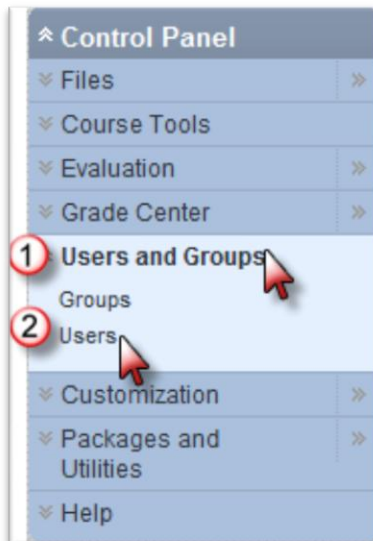 Control Panel
Files
Course Tools
Evaluation
Grade Center
1 Users and Groups
Groups
2 Users
Customization
Packages and
Utilities
Help